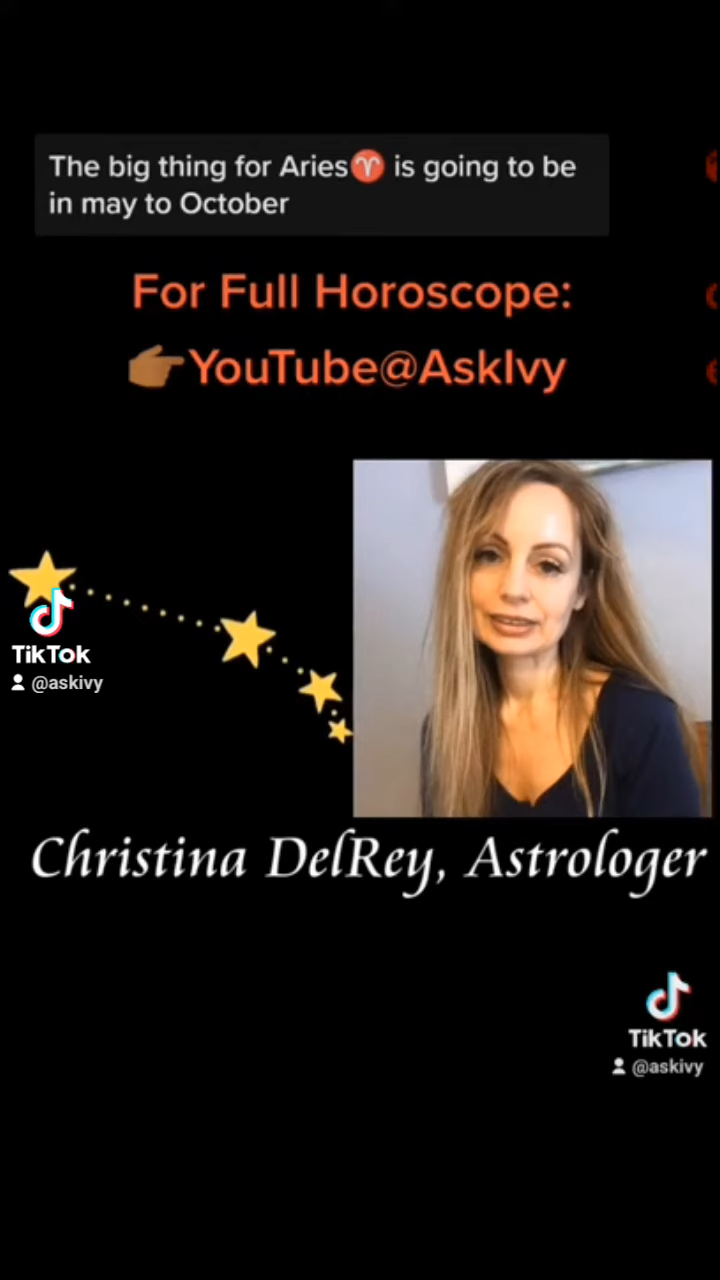 The big thing for Aries♈ is going to be
in may to October
For Full Horoscope:
👉YouTube@AskIvy
TikTok
@askivy
Christina DelRey, Astrologer
TikTok
@askivy